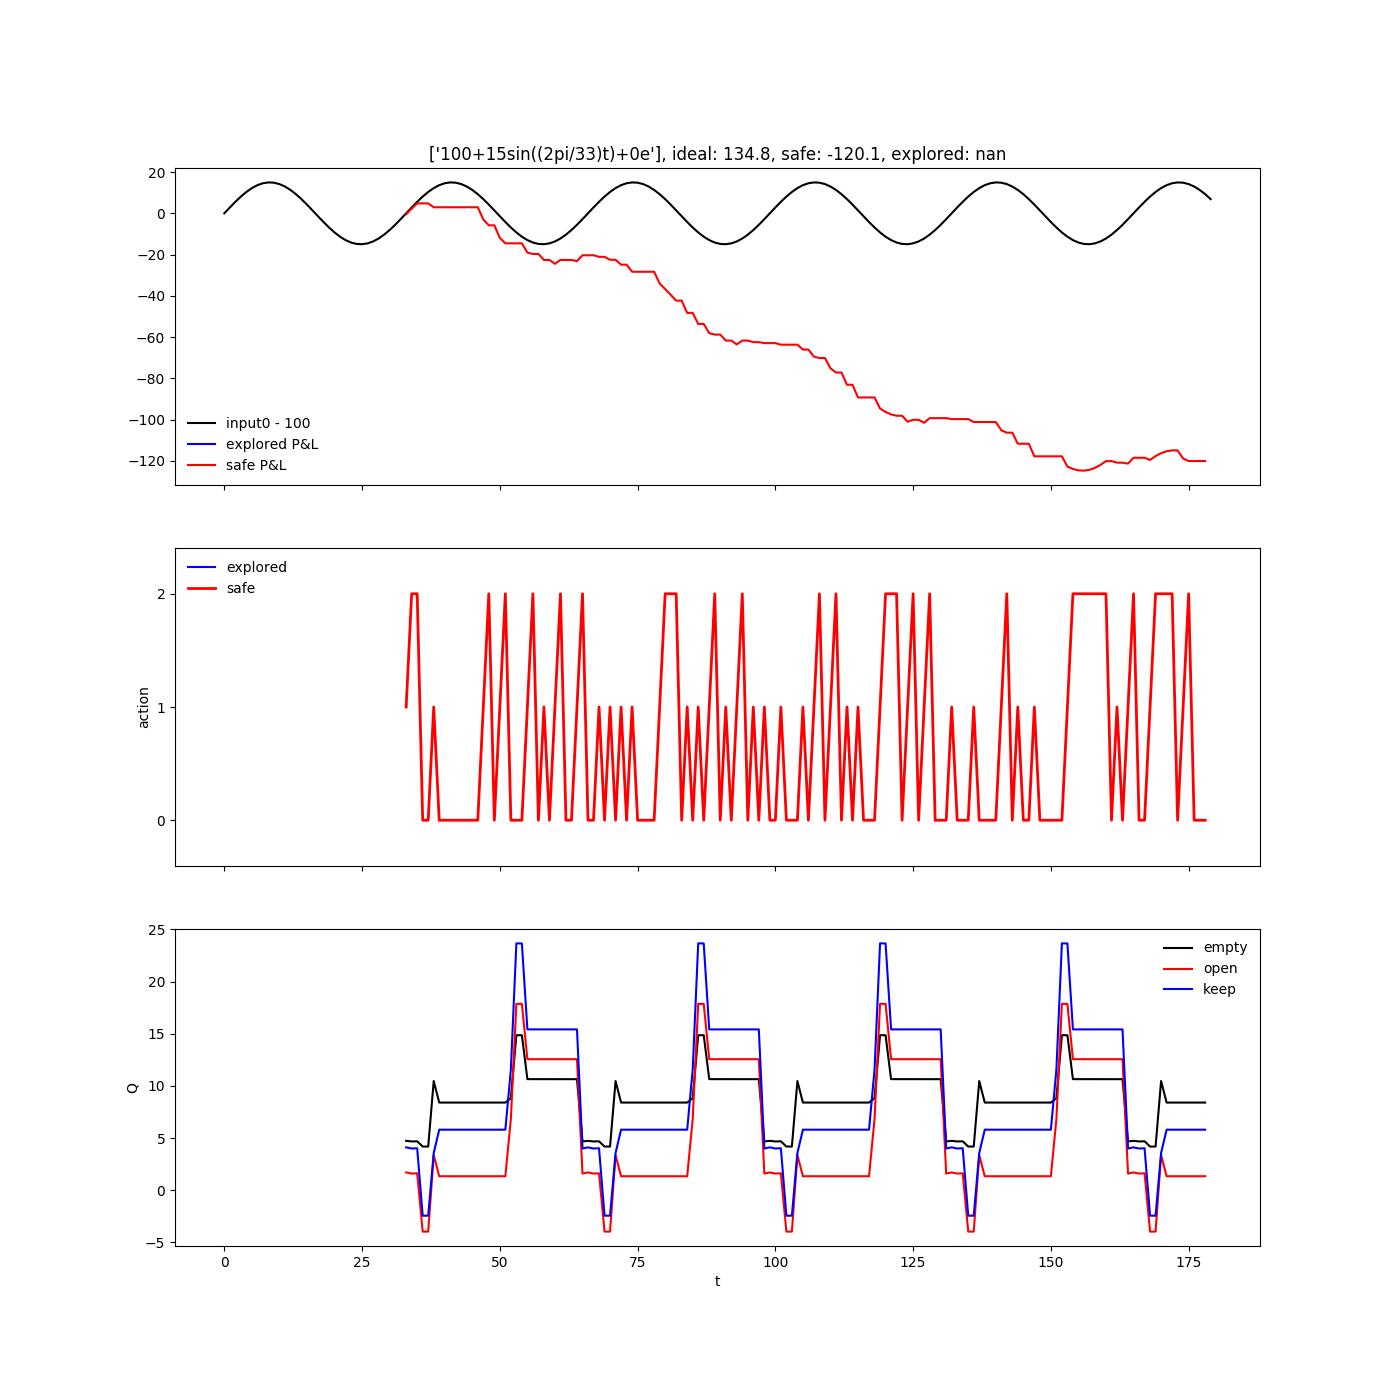 ['100+15sin((2pi/33)t)+0e'], ideal: 134.8, safe: -120.1, explored: nan
20
0
−20
−40
−60
−80
−100
−120
input0 - 100
explored P&L
safe P&L
explored
safe
2
1
0
action
empty
open
keep
25
20
15
10
5
0
−5
Q
0 25 50 75 100 125 150 175
t